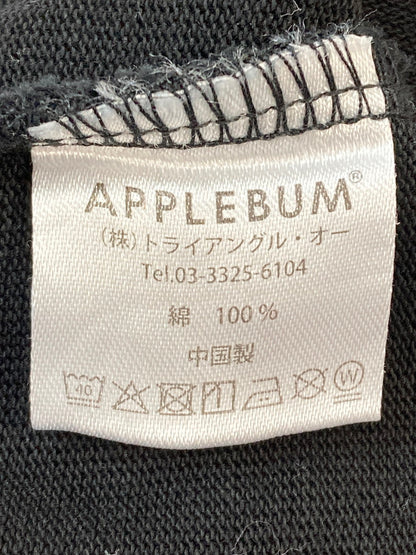 APPLEBUM®
(株)トライアングル・オー
Tel.03-3325-6104
綿 100%
中国製
40 W